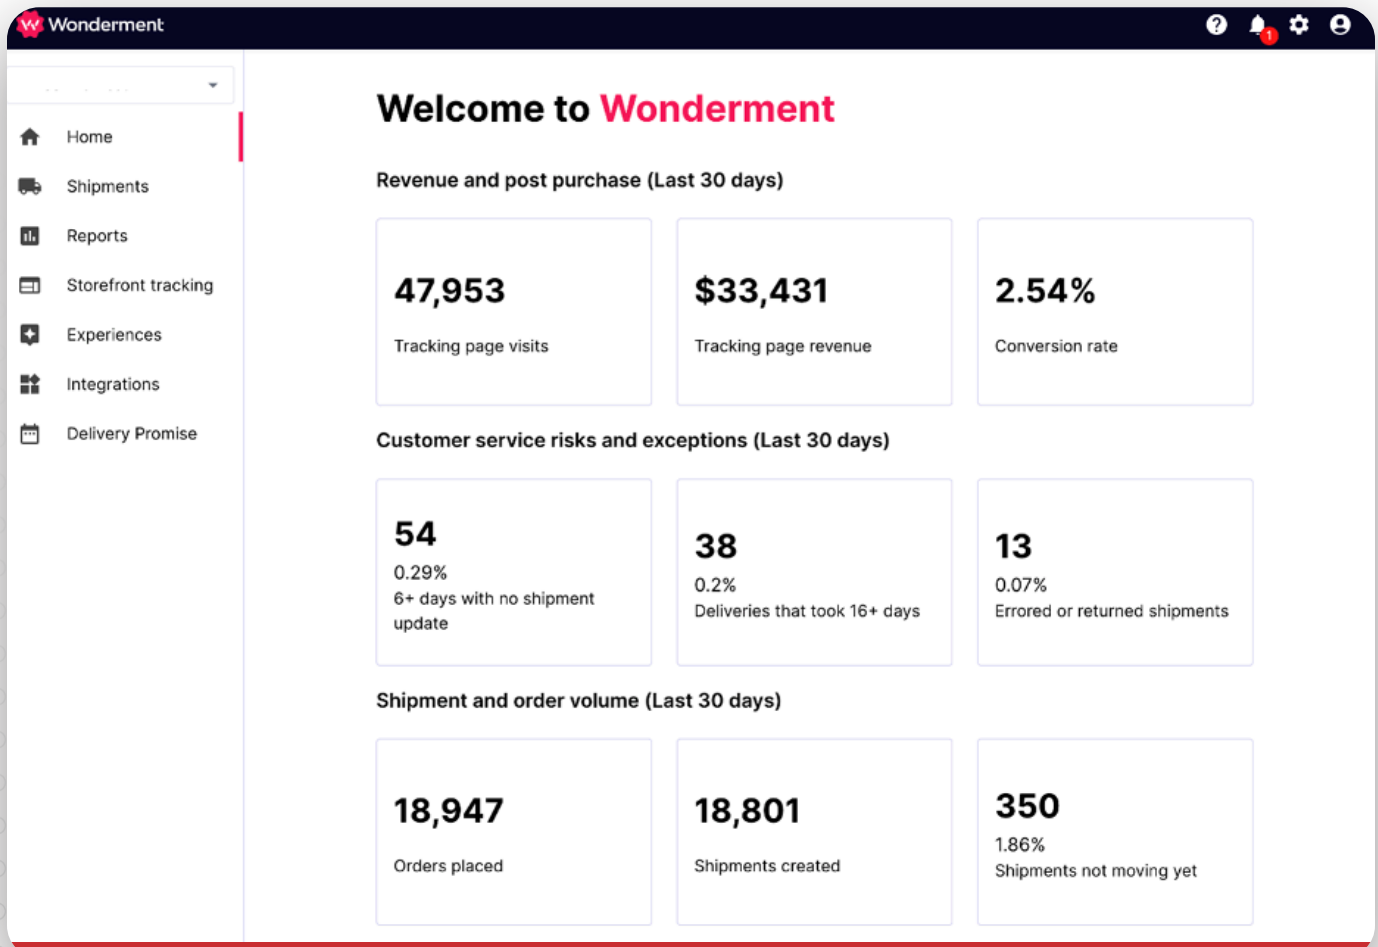 Wonderment
1
Home
Shipments
Reports
Storefront tracking
Experiences
Integrations
Delivery Promise
Welcome to Wonderment
Revenue and post purchase (Last 30 days)
47,953
Tracking page visits
$33,431
Tracking page revenue
2.54%
Conversion rate
Customer service risks and exceptions (Last 30 days)
54
0.29%
6+ days with no shipment
update
38
0.2%
Deliveries that took 16+ days
13
0.07%
Errored or returned shipments
Shipment and order volume (Last 30 days)
18,947
Orders placed
18,801
Shipments created
350
1.86%
Shipments not moving yet